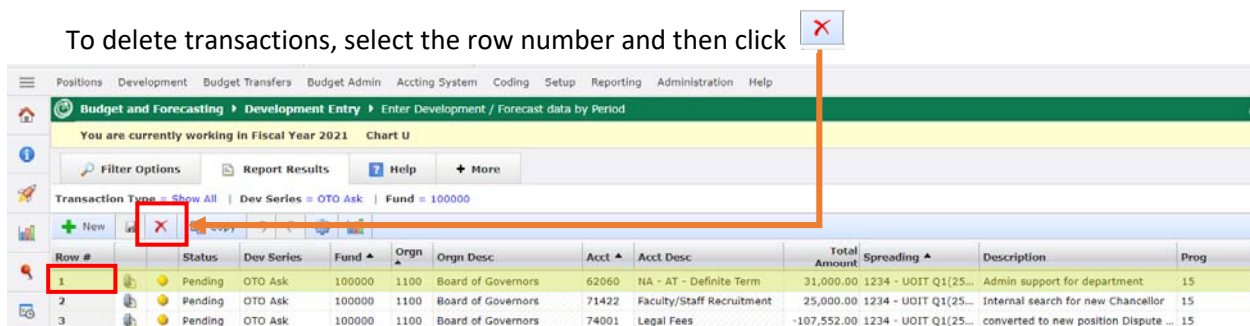 To delete transactions, select the row number and then click
Positions Development Budget Transfers Budget Admin Accting System Coding Setup Reporting Administration Help
Budget and Forecasting Development Entry Enter Development / Forecast data by Period
You are currently working in Fiscal Year 2021 Chart U
Filter Options Report Results ? Help + More
Transaction Type = Show All | Dev Series = OTO Ask | Fund = 100000
New Copy
Row # Status Dev Series Fund Orgn Orgn Desc Acct Acct Desc Total Amount Spreading Description Prog
1 Pending OTO Ask 100000 1100 Board of Governors 62060 NA - AT - Definite Term 31,000.00 1234 - UOIT Q1(25... Admin support for department 15
2 Pending OTO Ask 100000 1100 Board of Governors 71422 Faculty/Staff Recruitment 25,000.00 1234 - UOIT Q1(25... Internal search for new Chancellor 15
3 Pending OTO Ask 100000 1100 Board of Governors 74001 Legal Fees -107,552.00 1234 - UOIT Q1(25... converted to new position Dispute ... 15